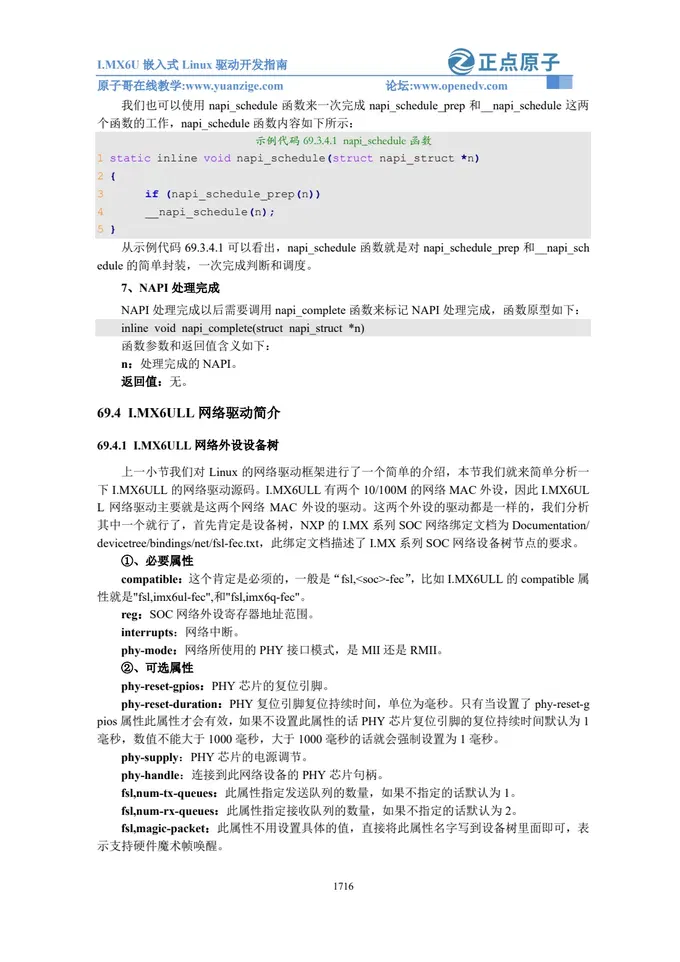 I.MX6U 嵌入式 Linux 驱动开发指南
正点原子
原子哥在线教学:www.yuanzige.com 论坛:www.openedv.com
我们也可以使用 napi_schedule 函数来一次完成 napi_schedule_prep 和__napi_schedule 这两
个函数的工作，napi_schedule 函数内容如下所示：
示例代码 69.3.4.1 napi_schedule 函数
1 static inline void napi_schedule(struct napi_struct *n)
2 {
3 if (napi_schedule_prep(n))
4 __napi_schedule(n);
5 }
从示例代码 69.3.4.1 可以看出，napi_schedule 函数就是对 napi_schedule_prep 和__napi_sch
edule 的简单封装，一次完成判断和调度。
7、NAPI 处理完成
NAPI 处理完成以后需要调用 napi_complete 函数来标记 NAPI 处理完成，函数原型如下：
inline void napi_complete(struct napi_struct *n)
函数参数和返回值含义如下：
n：处理完成的 NAPI。
返回值：无。
69.4 I.MX6ULL 网络驱动简介
69.4.1 I.MX6ULL 网络外设设备树
上一小节我们对 Linux 的网络驱动框架进行了一个简单的介绍，本节我们就来简单分析一
下 I.MX6ULL 的网络驱动源码。I.MX6ULL 有两个 10/100M 的网络 MAC 外设，因此 I.MX6UL
L 网络驱动主要就是这两个网络 MAC 外设的驱动。这两个外设的驱动都是一样的，我们分析
其中一个就行了，首先肯定是设备树，NXP 的 I.MX 系列 SOC 网络绑定文档为 Documentation/
devicetree/bindings/net/fsl-fec.txt，此绑定文档描述了 I.MX 系列 SOC 网络设备树节点的要求。
①、必要属性
compatible：这个肯定是必须的，一般是“fsl,<soc>-fec”，比如 I.MX6ULL 的 compatible 属
性就是"fsl,imx6ul-fec",和"fsl,imx6q-fec"。
reg：SOC 网络外设寄存器地址范围。
interrupts：网络中断。
phy-mode：网络所使用的 PHY 接口模式，是 MII 还是 RMII。
②、可选属性
phy-reset-gpios：PHY 芯片的复位引脚。
phy-reset-duration：PHY 复位引脚复位持续时间，单位为毫秒。只有当设置了 phy-reset-g
pios 属性此属性才会有效，如果不设置此属性的话 PHY 芯片复位引脚的复位持续时间默认为 1
毫秒，数值不能大于 1000 毫秒，大于 1000 毫秒的话就会强制设置为 1 毫秒。
phy-supply：PHY 芯片的电源调节。
phy-handle：连接到此网络设备的 PHY 芯片句柄。
fsl,num-tx-queues：此属性指定发送队列的数量，如果不指定的话默认为 1。
fsl,num-rx-queues：此属性指定接收队列的数量，如果不指定的话默认为 2。
fsl,magic-packet：此属性不用设置具体的值，直接将此属性名字写到设备树里面即可，表
示支持硬件魔术帧唤醒。
1716